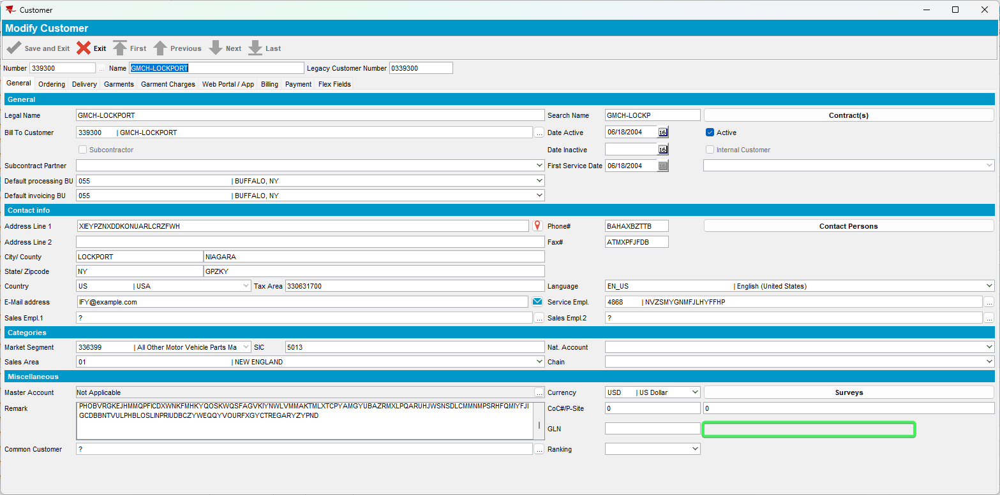 Customer
Modify Customer
Save and Exit Exit First Previous Next Last
Number 339300 ... Name GMCH-LOCKPORT Legacy Customer Number 0339300
General Ordering Delivery Garments Garment Charges Web Portal / App Billing Payment Flex Fields
General
Legal Name GMCH-LOCKPORT Search Name GMCH-LOCKP Contract(s)
Bill To Customer 339300 | GMCH-LOCKPORT ... Date Active 06/18/2004 16 Active
Subcontractor Date Inactive 16 Internal Customer
Subcontract Partner First Service Date 06/18/2004 16
Default processing BU 055 | BUFFALO, NY
Default invoicing BU 055 | BUFFALO, NY
Contact info
Address Line 1 XIEYPZNXDDKONUARLCRZFWH Phone# BAHAXBZTTB Contact Persons
Address Line 2 Fax# ATMXPFJFDB
City/ County LOCKPORT NIAGARA
State/ Zipcode NY GPZKY
Country US | USA Tax Area 330631700 Language EN_US | English (United States)
E-Mail address IFY@example.com Service Empl. 4868 | NVZSMYGNMFJLHYFFHP ...
Sales Empl.1 ? ... Sales Empl.2 ? ...
Categories
Market Segment 336399 | All Other Motor Vehicle Parts Ma SIC 5013 Nat. Account
Sales Area 01 | NEW ENGLAND Chain
Miscellaneous
Master Account Not Applicable ... Currency USD | US Dollar Surveys
Remark PHOBVRGKEJHMMQPFICDXWNKFMHKYQOSKWQSFAGVKIYNWLVMMAKTMLXTCPYAMGYUBAZRMXLPQARUHJWSNSDLCMMNMPSRHFQMIYFJI CoC#/P-Site 0 0
GCDBBNTVULPHBLOSLINPRIUDBCZYWEQQYVOURFXGYCTREGARYZYPND
GLN
Common Customer ? ... Ranking